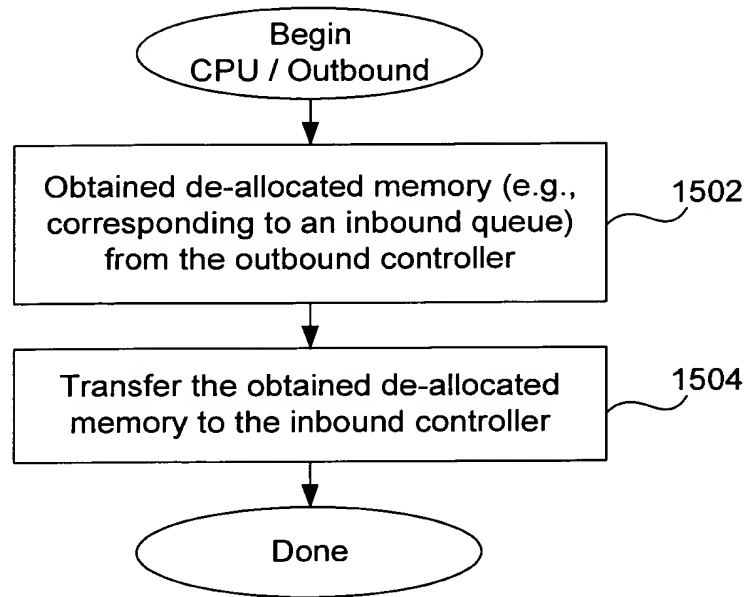 Begin
CPU / Outbound
Obtained de-allocated memory (e.g.,
corresponding to an inbound queue)
from the outbound controller
1502
Transfer the obtained de-allocated
memory to the inbound controller
1504
Done